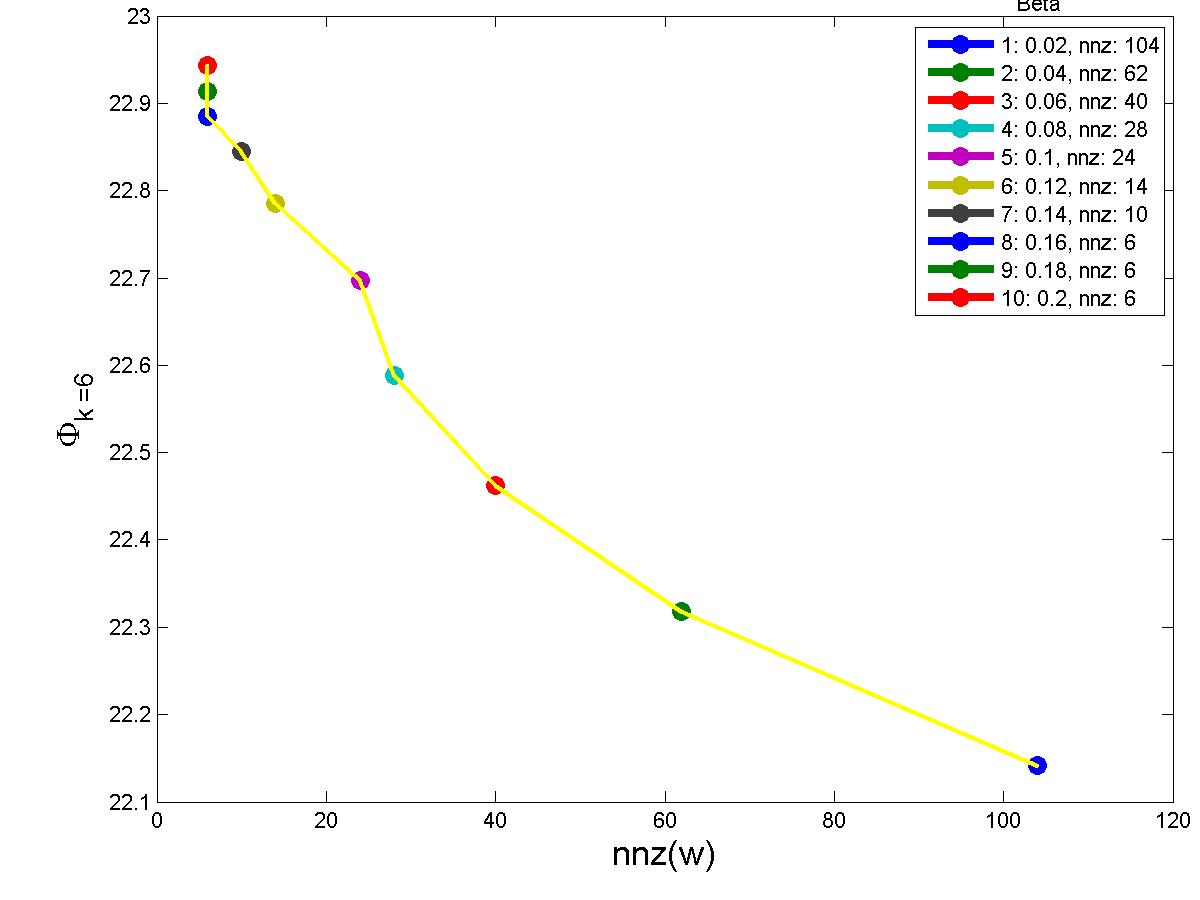 Beta
1: 0.02, nnz: 104
2: 0.04, nnz: 62
3: 0.06, nnz: 40
4: 0.08, nnz: 28
5: 0.1, nnz: 24
6: 0.12, nnz: 14
7: 0.14, nnz: 10
8: 0.16, nnz: 6
9: 0.18, nnz: 6
10: 0.2, nnz: 6
23
22.9
22.8
22.7
22.6
22.5
22.4
22.3
22.2
22.1
Φk =6
0 20 40 60 80 100 120
nnz(w)